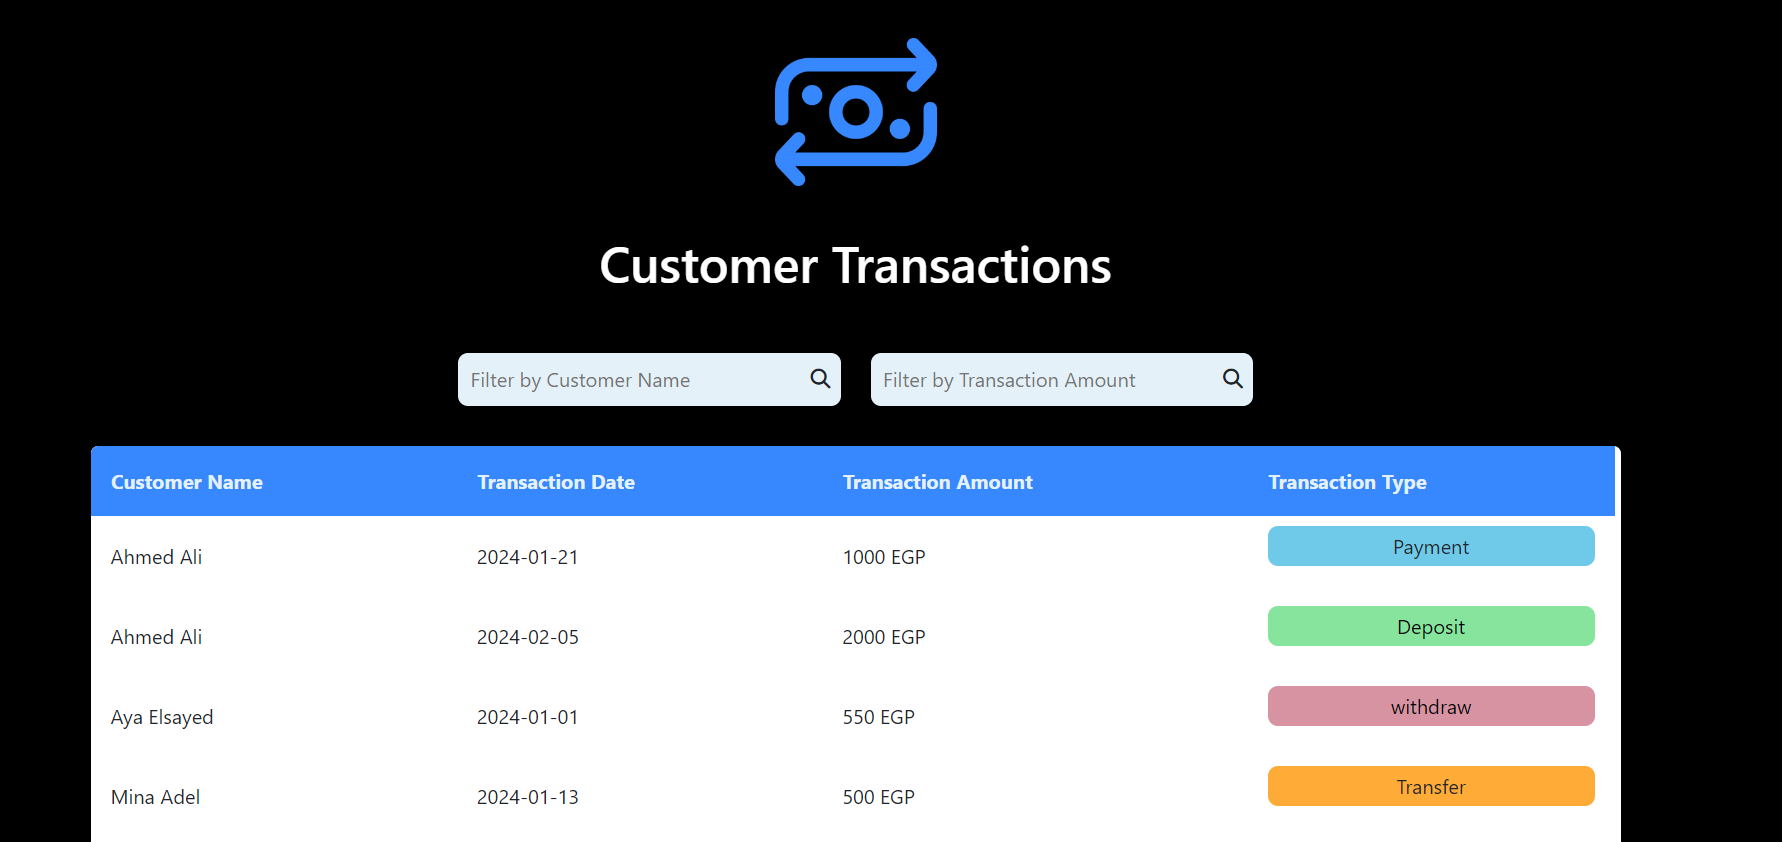 Customer Transactions
Filter by Customer Name Filter by Transaction Amount
Customer Name Transaction Date Transaction Amount Transaction Type
Ahmed Ali 2024-01-21 1000 EGP Payment
Ahmed Ali 2024-02-05 2000 EGP Deposit
Aya Elsayed 2024-01-01 550 EGP withdraw
Mina Adel 2024-01-13 500 EGP Transfer